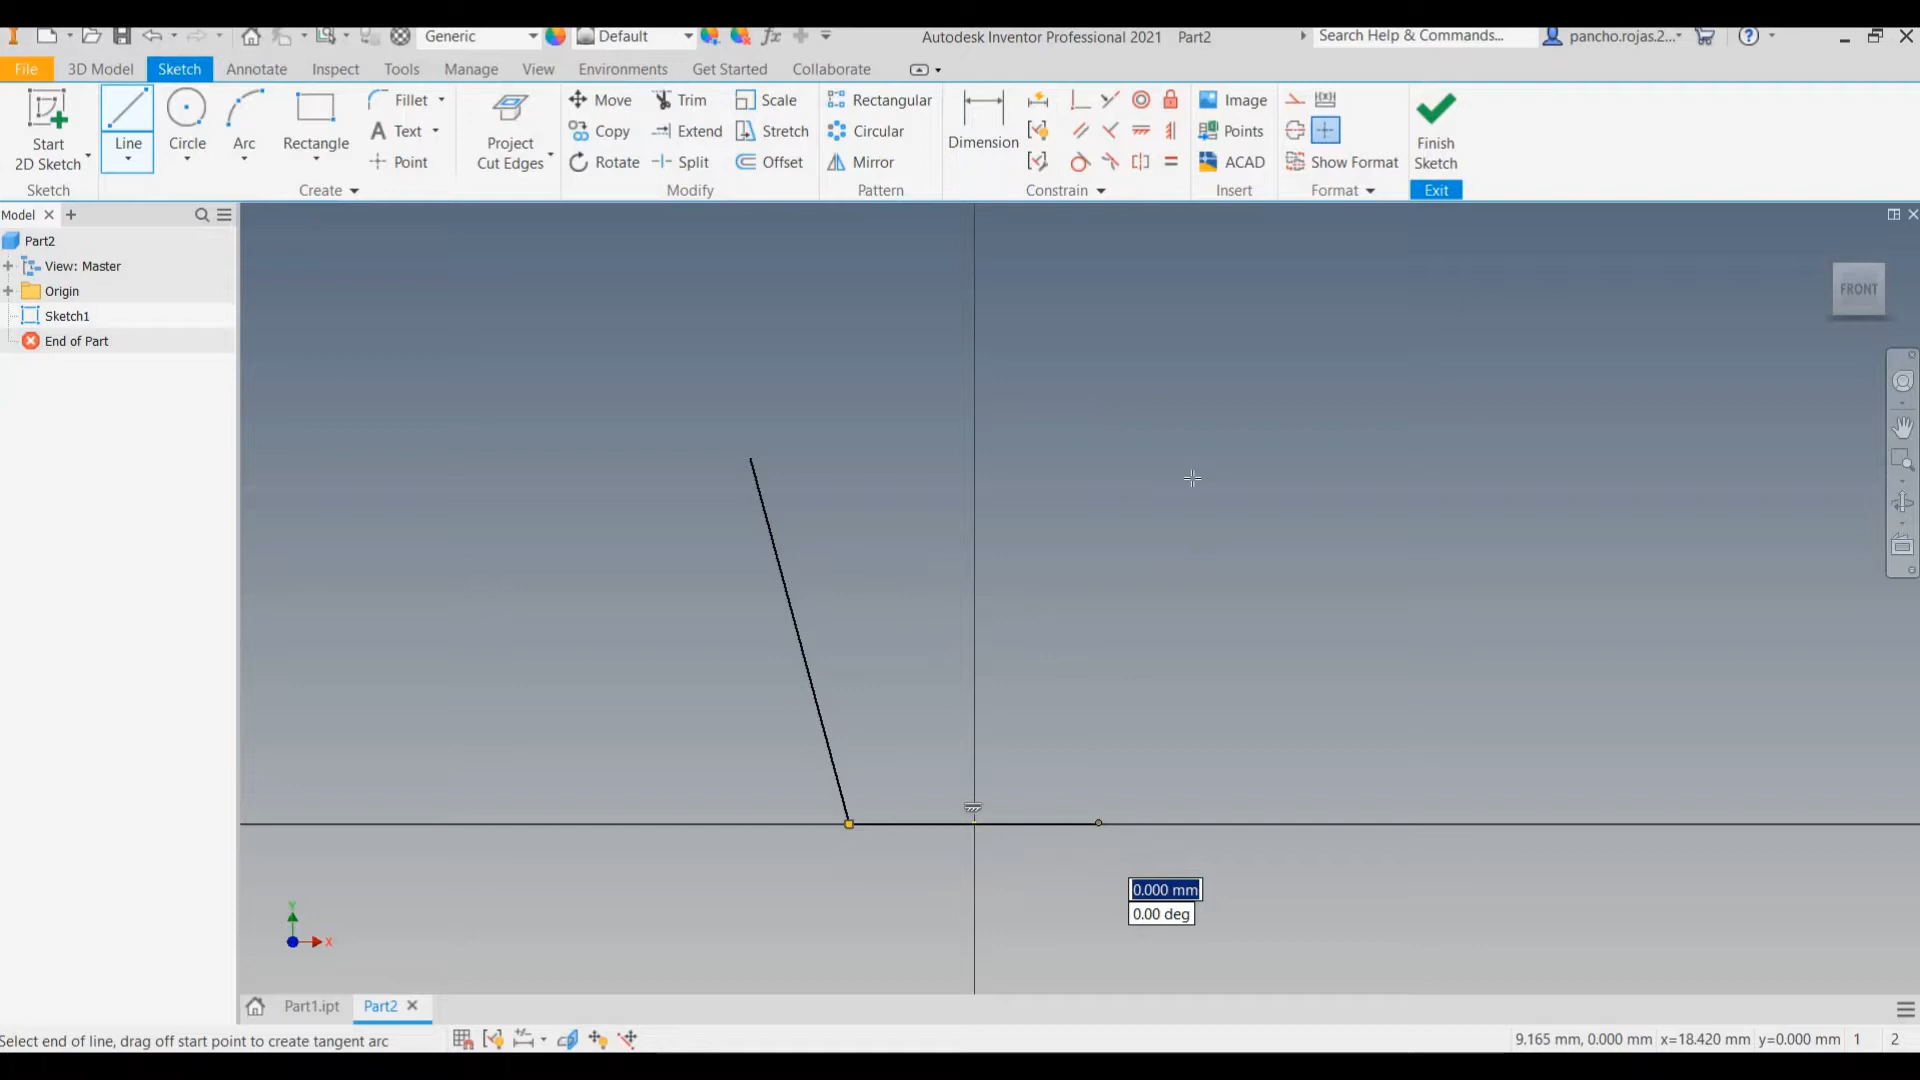 Generic
Default
Autodesk Inventor Professional 2021 Part2
Search Help & Commands...
pancho.rojas.2...
File 3D Model Sketch Annotate Inspect Tools Manage View Environments Get Started Collaborate
Start
2D Sketch
Line
Circle
Arc
Rectangle
Fillet
Text
Point
Project
Cut Edges
Move
Copy
Rotate
Trim
Extend
Split
Scale
Stretch
Offset
Rectangular
Circular
Mirror
Dimension
Image
Points
ACAD
Show Format
Finish
Sketch
Sketch Create Modify Pattern Constrain Insert Format Exit
Model
Part2
View: Master
Origin
Sketch1
End of Part
FRONT
0.000 mm
0.00 deg
Y
X
Part1.ipt Part2
Select end of line, drag off start point to create tangent arc
9.165 mm, 0.000 mm x=18.420 mm y=0.000 mm 1 2